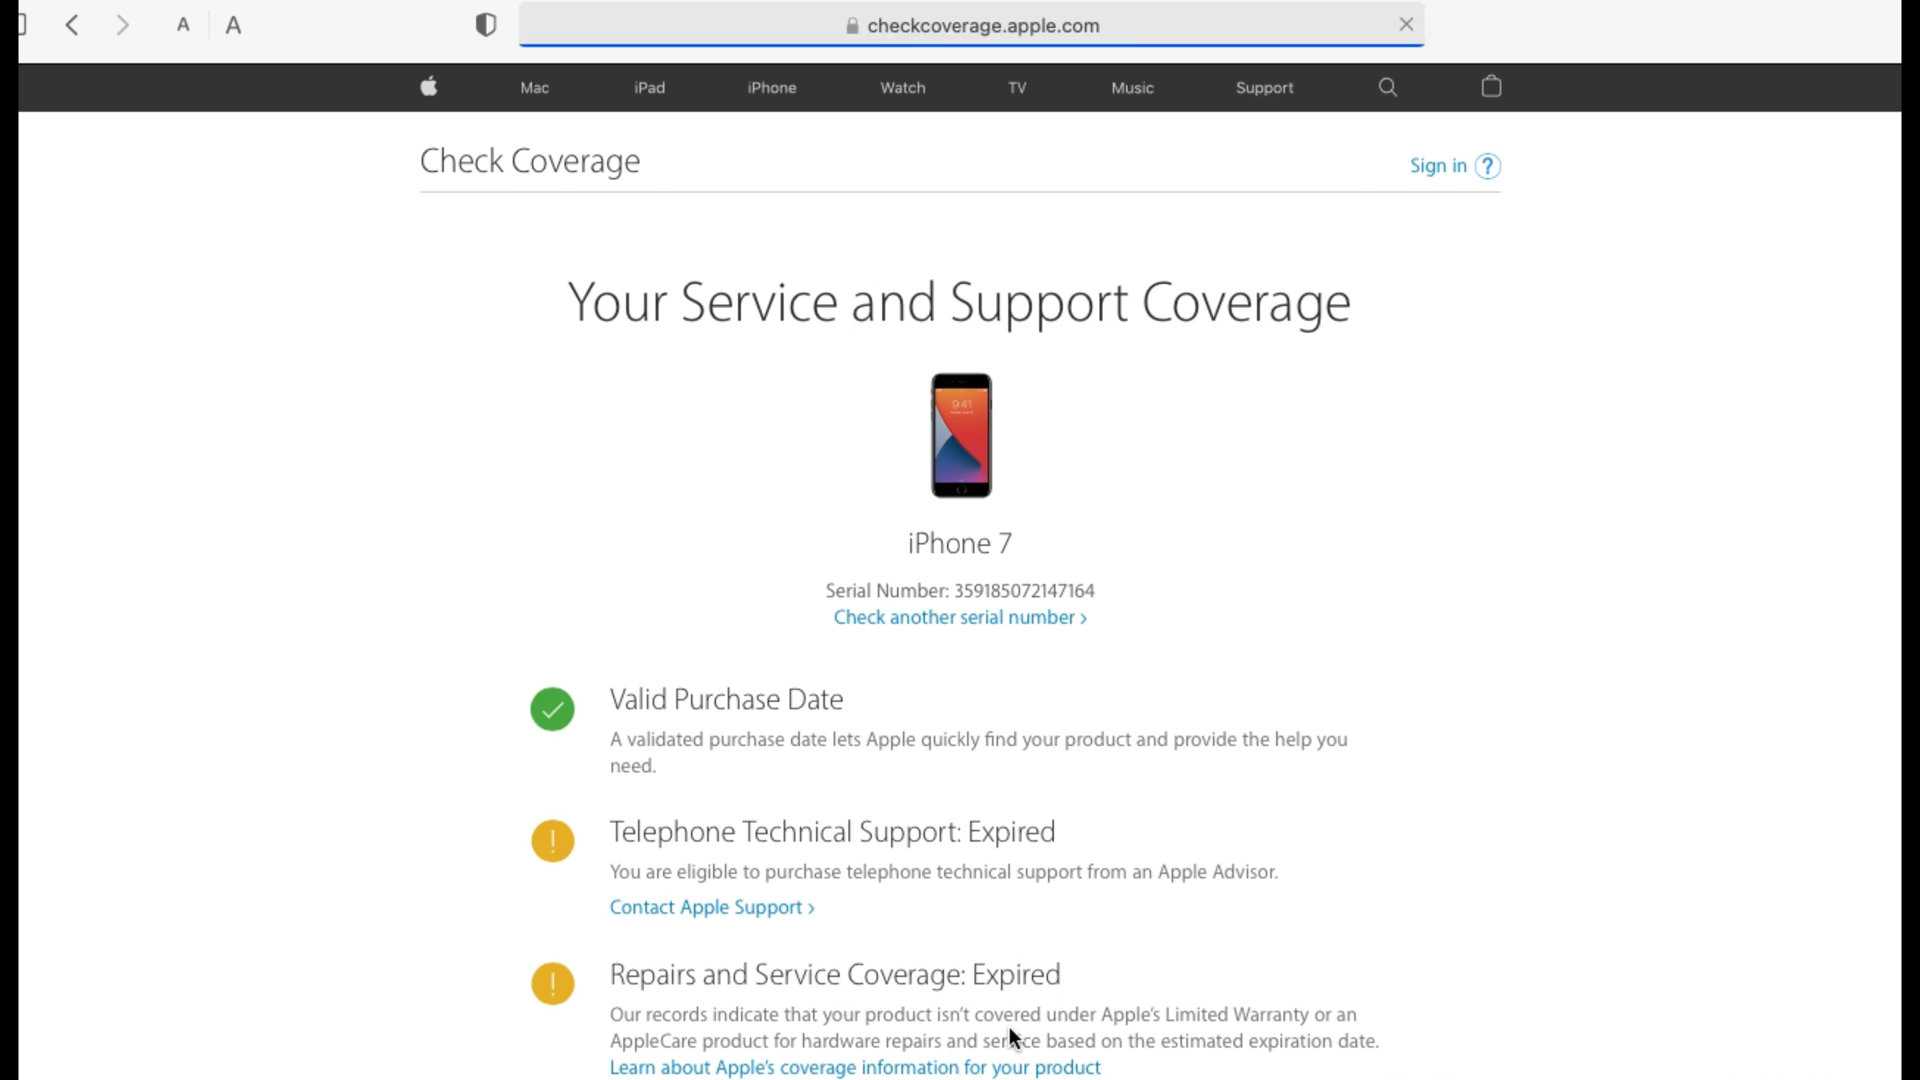 A A checkcoverage.apple.com
Mac iPad iPhone Watch TV Music Support
Check Coverage
Sign in ?
Your Service and Support Coverage
9:41
iPhone 7
Serial Number: 359185072147164
Check another serial number ›
Valid Purchase Date
A validated purchase date lets Apple quickly find your product and provide the help you
need.
! Telephone Technical Support: Expired
You are eligible to purchase telephone technical support from an Apple Advisor.
Contact Apple Support ›
! Repairs and Service Coverage: Expired
Our records indicate that your product isn’t covered under Apple’s Limited Warranty or an
AppleCare product for hardware repairs and service based on the estimated expiration date.
Learn about Apple’s coverage information for your product